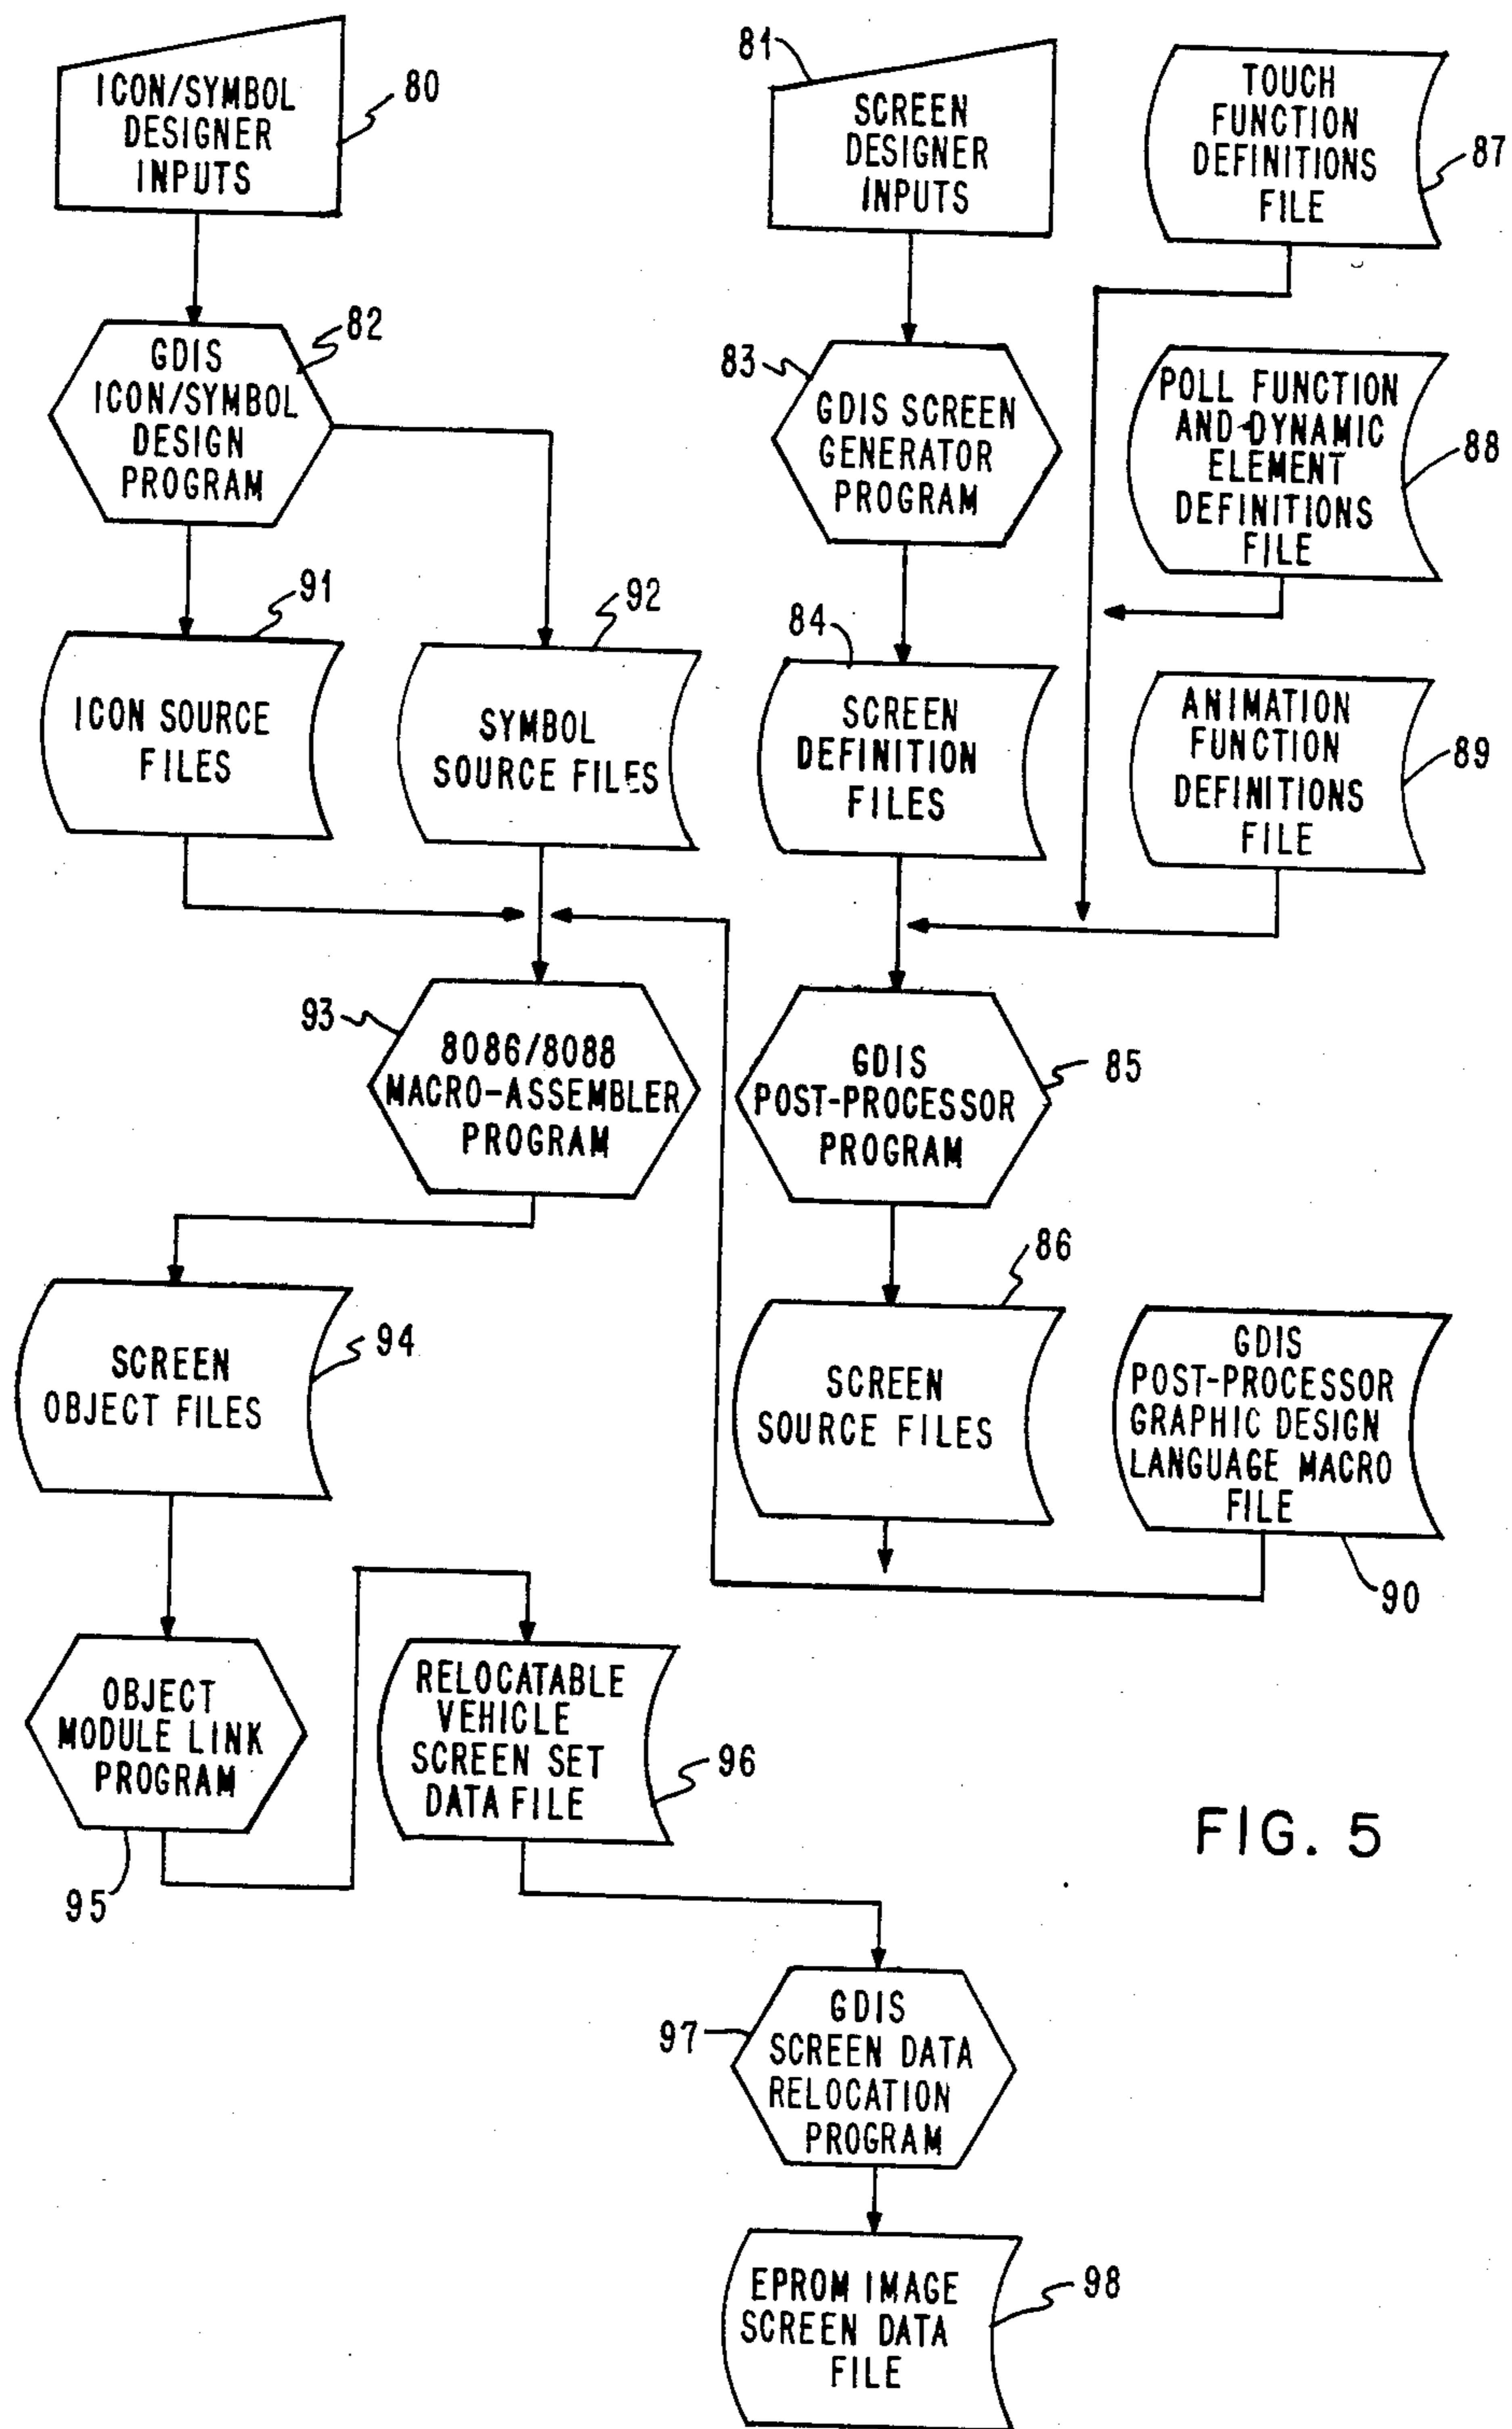 ICON/SYMBOL
DESIGNER
INPUTS
80
81
SCREEN
DESIGNER
INPUTS
TOUCH
FUNCTION
DEFINITIONS
FILE
87
GDIS
ICON/SYMBOL
DESIGN
PROGRAM
82
83
GDIS SCREEN
GENERATOR
PROGRAM
POLL FUNCTION
AND DYNAMIC
ELEMENT
DEFINITIONS
FILE
88
91
ICON SOURCE
FILES
92
SYMBOL
SOURCE FILES
84
SCREEN
DEFINITION
FILES
ANIMATION
FUNCTION
DEFINITIONS
FILE
89
93
8086/8088
MACRO-ASSEMBLER
PROGRAM
GDIS
POST-PROCESSOR
PROGRAM
85
SCREEN
OBJECT FILES
94
86
SCREEN
SOURCE FILES
GDIS
POST-PROCESSOR
GRAPHIC DESIGN
LANGUAGE MACRO
FILE
90
OBJECT
MODULE LINK
PROGRAM
95
RELOCATABLE
VEHICLE
SCREEN SET
DATA FILE
96
FIG. 5
97
GDIS
SCREEN DATA
RELOCATION
PROGRAM
EPROM IMAGE
SCREEN DATA
FILE
98